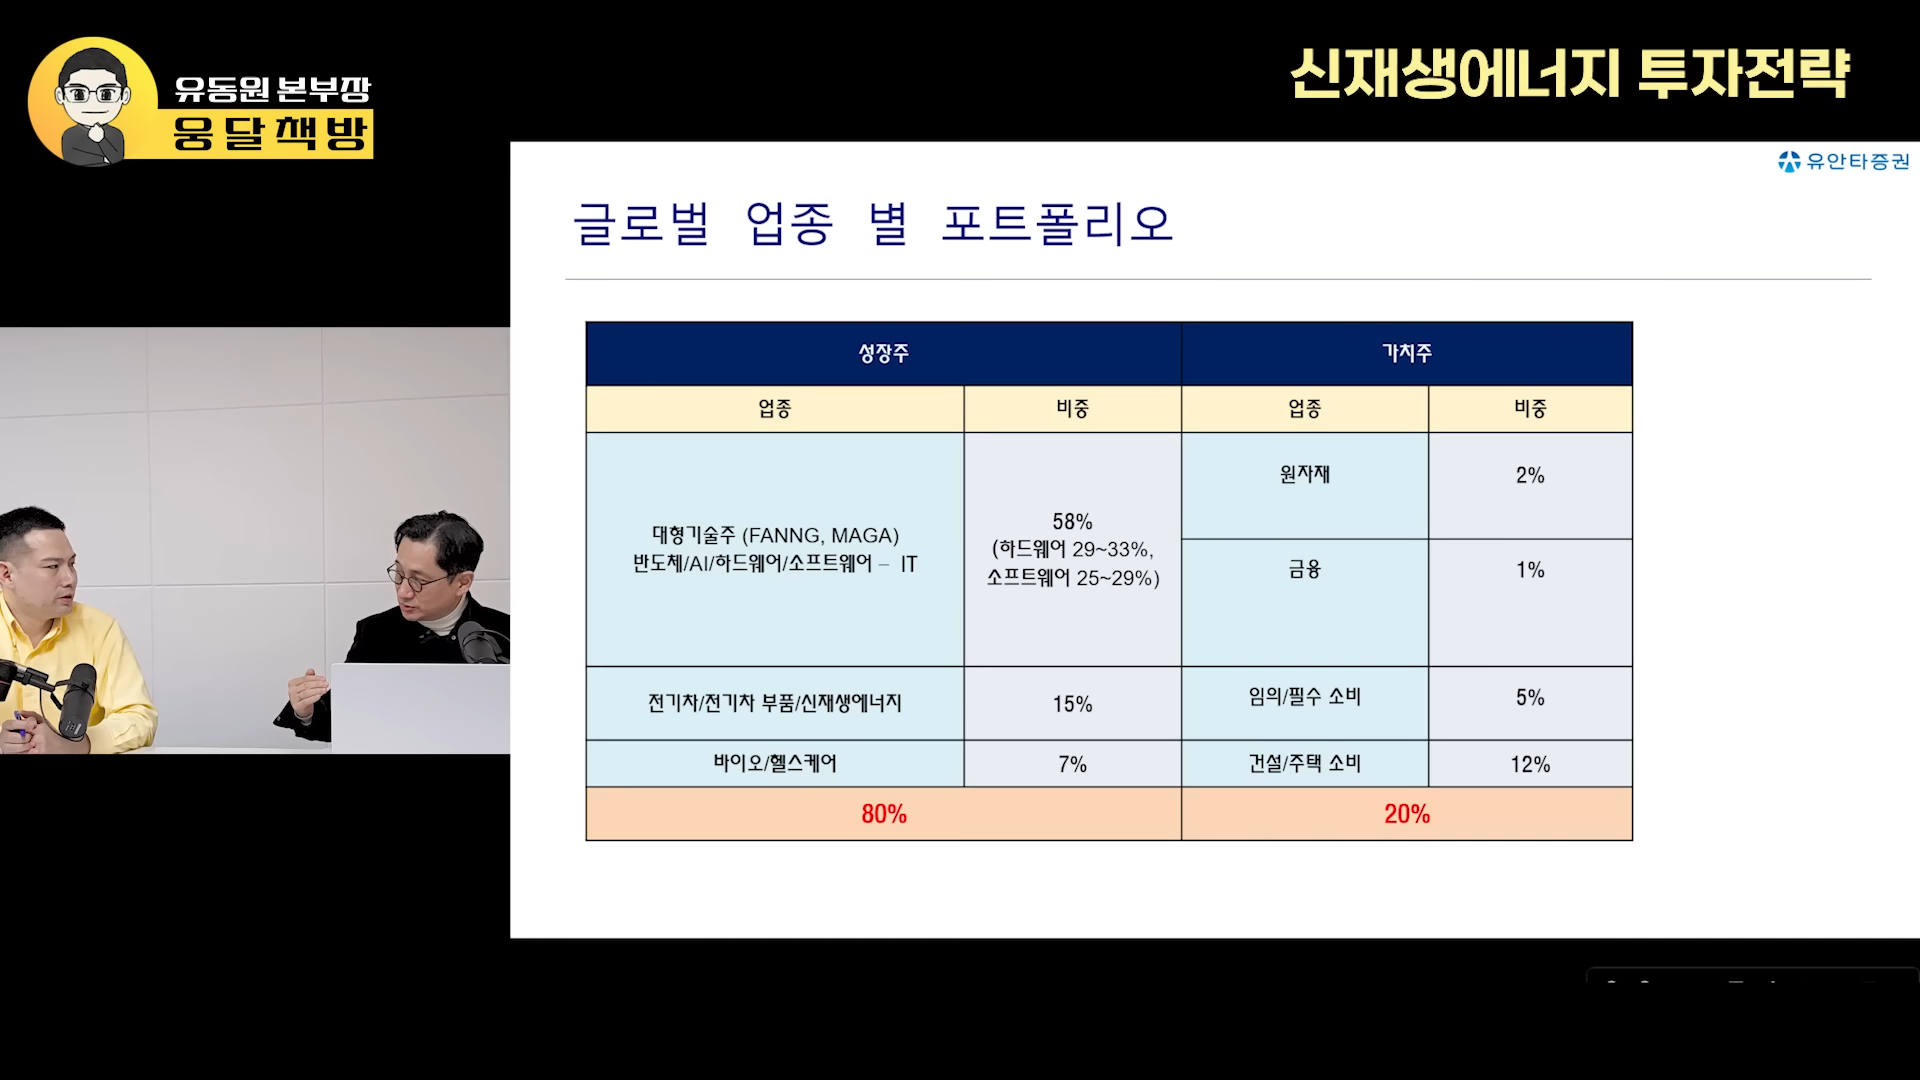 유동원 본부장
웅달책방
신재생에너지 투자전략
유안타증권
글로벌 업종 별 포트폴리오
성장주
가치주
업종
비중
업종
비중
대형기술주 (FANNG, MAGA)
반도체/AI/하드웨어/소프트웨어 – IT
58%
(하드웨어 29~33%,
소프트웨어 25~29%)
원자재
2%
금융
1%
전기차/전기차 부품/신재생에너지
15%
임의/필수 소비
5%
바이오/헬스케어
7%
건설/주택 소비
12%
80%
20%